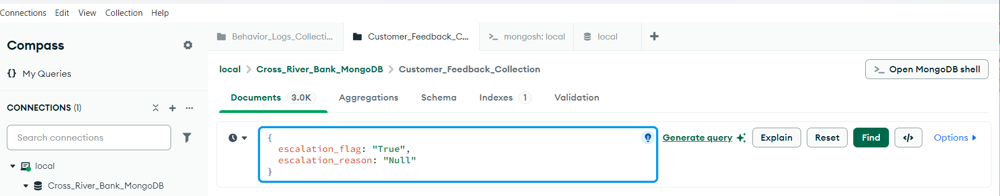 Connections Edit View Collection Help
Compass
My Queries
CONNECTIONS (1)
Search connections
local
Cross_River_Bank_MongoDB
Behavior_Logs_Collecti... Customer_Feedback_C... >_ mongosh: local local +
local > Cross_River_Bank_MongoDB > Customer_Feedback_Collection
>_ Open MongoDB shell
Documents 3.0K Aggregations Schema Indexes 1 Validation
{
escalation_flag: "True",
escalation_reason: "Null"
}
Generate query Explain Reset Find </> Options